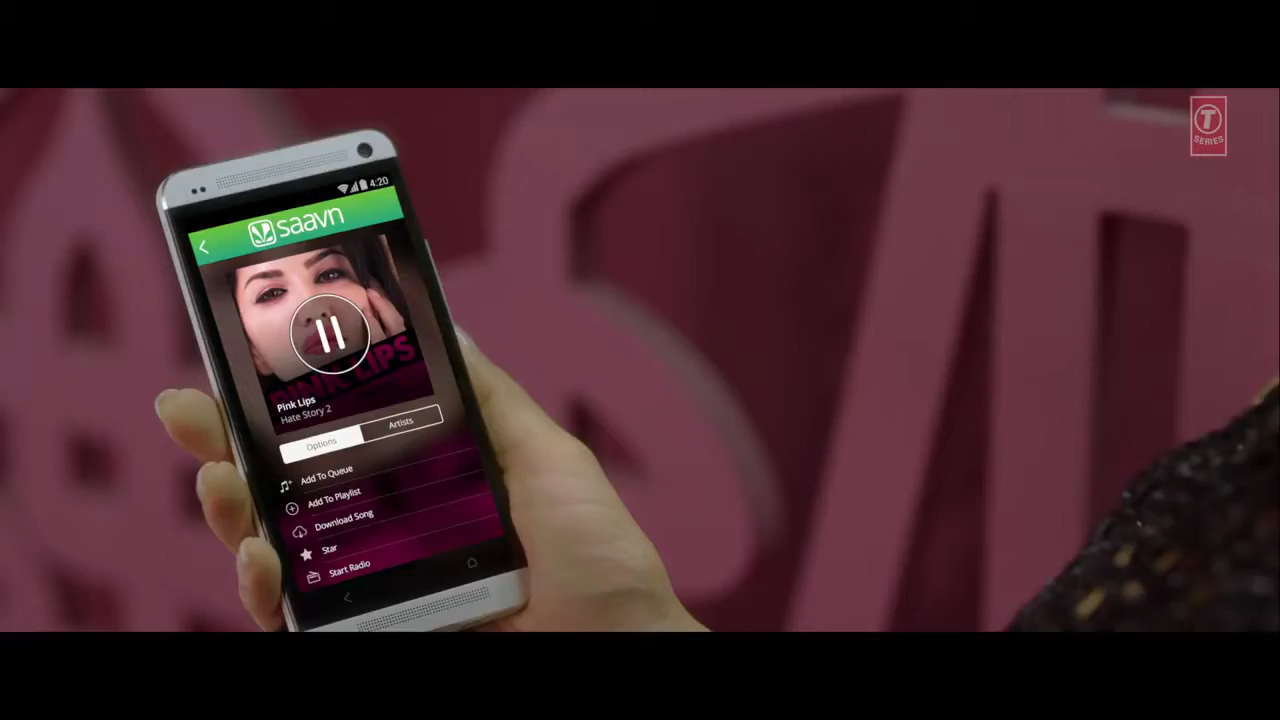 T
SERIES
4:20
saavn
PINK LIPS
Pink Lips
Hate Story 2
Options
Artists
Add To Queue
Add To Playlist
Download Song
Star
Start Radio